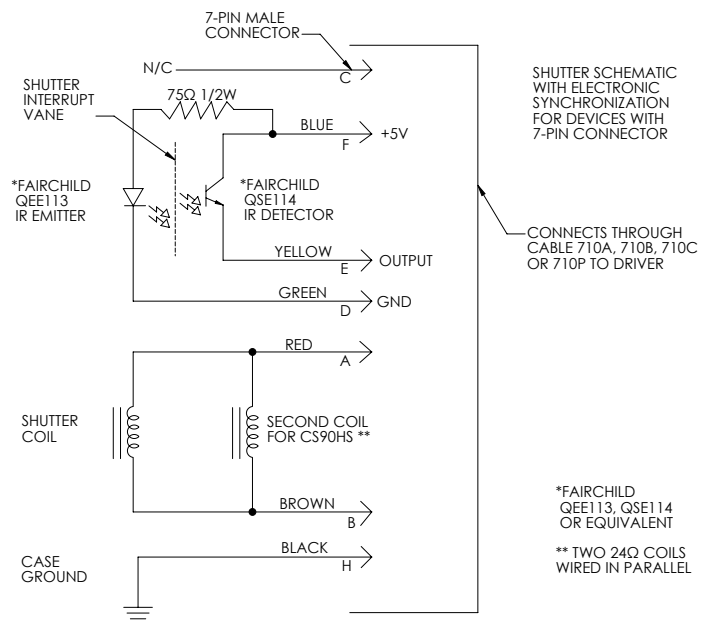 7-PIN MALE
CONNECTOR
N/C
C
SHUTTER
INTERRUPT
VANE
75Ω 1/2W
BLUE
F
+5V
*FAIRCHILD
QEE113
IR EMITTER
*FAIRCHILD
QSE114
IR DETECTOR
YELLOW
E
OUTPUT
GREEN
D
GND
SHUTTER SCHEMATIC
WITH ELECTRONIC
SYNCHRONIZATION
FOR DEVICES WITH
7-PIN CONNECTOR
CONNECTS THROUGH
CABLE 710A, 710B, 710C
OR 710P TO DRIVER
RED
A
SHUTTER
COIL
SECOND COIL
FOR CS90HS **
BROWN
B
BLACK
H
CASE
GROUND
*FAIRCHILD
QEE113, QSE114
OR EQUIVALENT
** TWO 24Ω COILS
WIRED IN PARALLEL